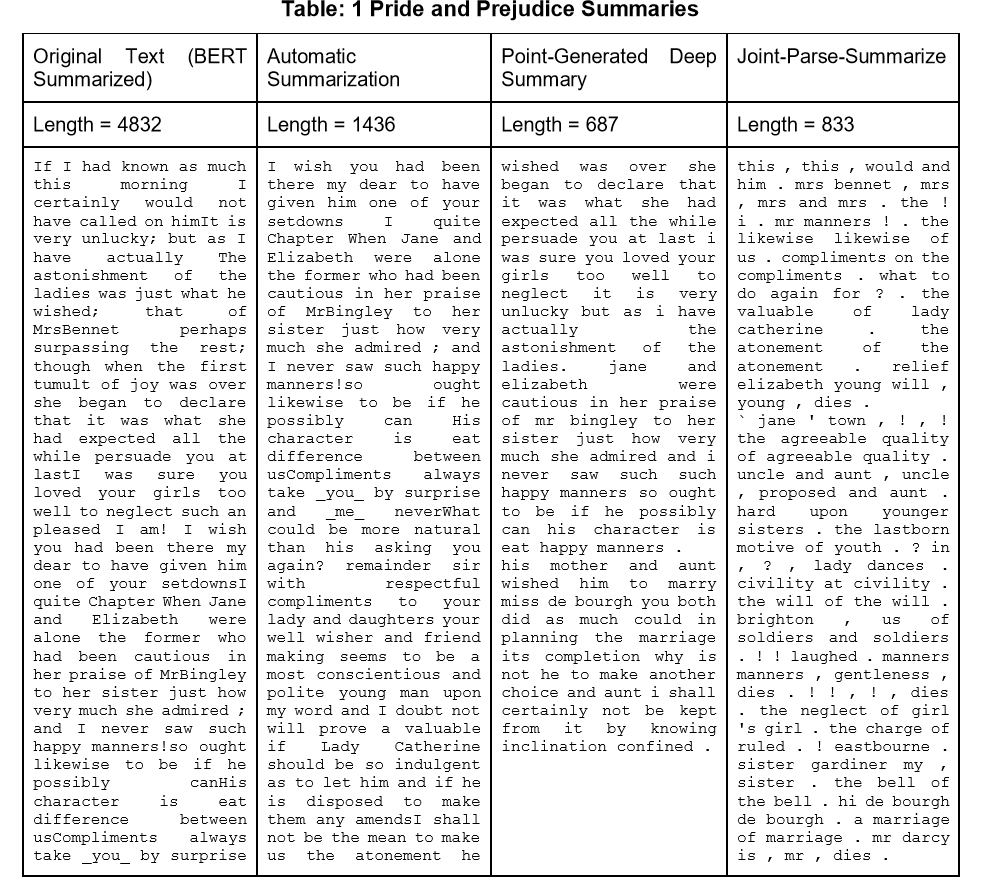 Table: 1 Pride and Prejudice Summaries
Original Text (BERT
Summarized)
Automatic
Summarization
Point-Generated Deep
Summary
Joint-Parse-Summarize
Length = 4832
Length = 1436
Length = 687
Length = 833
If I had known as much
this morning I
certainly would not
have called on himIt is
very unlucky; but as I
have actually The
astonishment of the
ladies was just what he
wished; that of
MrsBennet perhaps
surpassing the rest;
though when the first
tumult of joy was over
she began to declare
that it was what she
had expected all the
while persuade you at
lastI was sure you
loved your girls too
well to neglect such an
pleased I am! I wish
you had been there my
dear to have given him
one of your setdownsI
quite Chapter When Jane
and Elizabeth were
alone the former who
had been cautious in
her praise of MrBingley
to her sister just how
very much she admired ;
and I never saw such
happy manners!so ought
likewise to be if he
possibly canHis
character is eat
difference between
usCompliments always
take _you_ by surprise
I wish you had been
there my dear to have
given him one of your
setdowns I quite
Chapter When Jane and
Elizabeth were alone
the former who had been
cautious in her praise
of MrBingley to her
sister just how very
much she admired ; and
I never saw such happy
manners!so ought
likewise to be if he
possibly can His
character is eat
difference between
usCompliments always
take _you_ by surprise
and _me_ neverWhat
could be more natural
than his asking you
again? remainder sir
with respectful
compliments to your
lady and daughters your
well wisher and friend
making seems to be a
most conscientious and
polite young man upon
my word and I doubt not
will prove a valuable
if Lady Catherine
should be so indulgent
as to let him and if he
is disposed to make
them any amendsI shall
not be the mean to make
us the atonement he
wished was over she
began to declare that
it was what she had
expected all the while
persuade you at last i
was sure you loved your
girls too well to
neglect it is very
unlucky but as i have
actually the
astonishment of the
ladies. jane and
elizabeth were
cautious in her praise
of mr bingley to her
sister just how very
much she admired and i
never saw such such
happy manners so ought
to be if he possibly
can his character is
eat happy manners .
his mother and aunt
wished him to marry
miss de bourgh you both
did as much could in
planning the marriage
its completion why is
not he to make another
choice and aunt i shall
certainly not be kept
from it by knowing
inclination confined .
this , this , would and
him . mrs bennet , mrs
, mrs and mrs . the !
i . mr manners ! . the
likewise likewise of
us . compliments on the
compliments . what to
do again for ? . the
valuable of lady
catherine . the
atonement of the
atonement . relief
elizabeth young will ,
young , dies .
` jane ' town , ! , !
the agreeable quality
of agreeable quality .
uncle and aunt , uncle
, proposed and aunt .
hard upon younger
sisters . the lastborn
motive of youth . ? in
, ? , lady dances .
civility at civility .
the will of the will .
brighton , us of
soldiers and soldiers
. ! ! laughed . manners
manners , gentleness ,
dies . ! ! , ! , dies
. the neglect of girl
's girl . the charge of
ruled . ! eastbourne .
sister gardiner my ,
sister . the bell of
the bell . hi de bourgh
de bourgh . a marriage
of marriage . mr darcy
is , mr , dies .